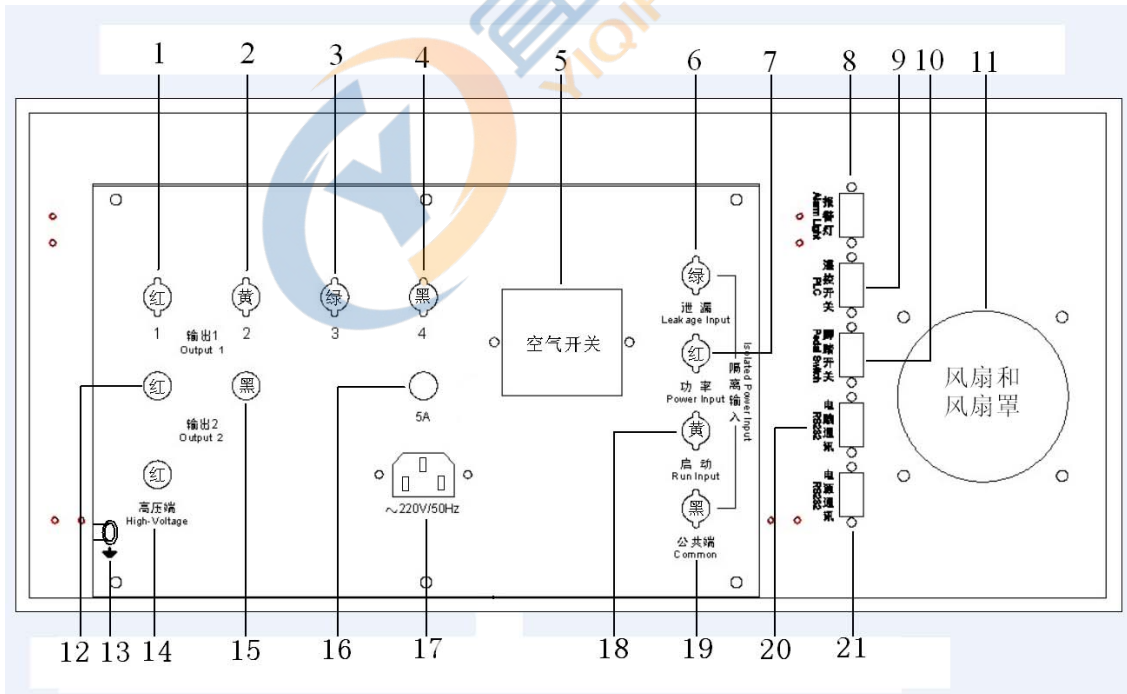 宜
YIQIF
Y
1 2 3 4 5 6 7 8 9 10 11
报警灯
Alarm Light
红 黄 绿 黑
1 2 3 4
输出1
Output 1
空气开关
绿
泄漏
Leakage Input
温控开关
PLC
红
功率
Power Input
隔离输入
Isolated Power Input
脚踏开关
Pedal Switch
风扇和
风扇罩
红 黑
5A
输出2
Output 2
黄
启动
Run Input
电脑通讯
RS232
红
高压端
High-Voltage
~220V/50Hz
黑
公共端
Common
电源通讯
RS232
12 13 14 15 16 17 18 19 20 21